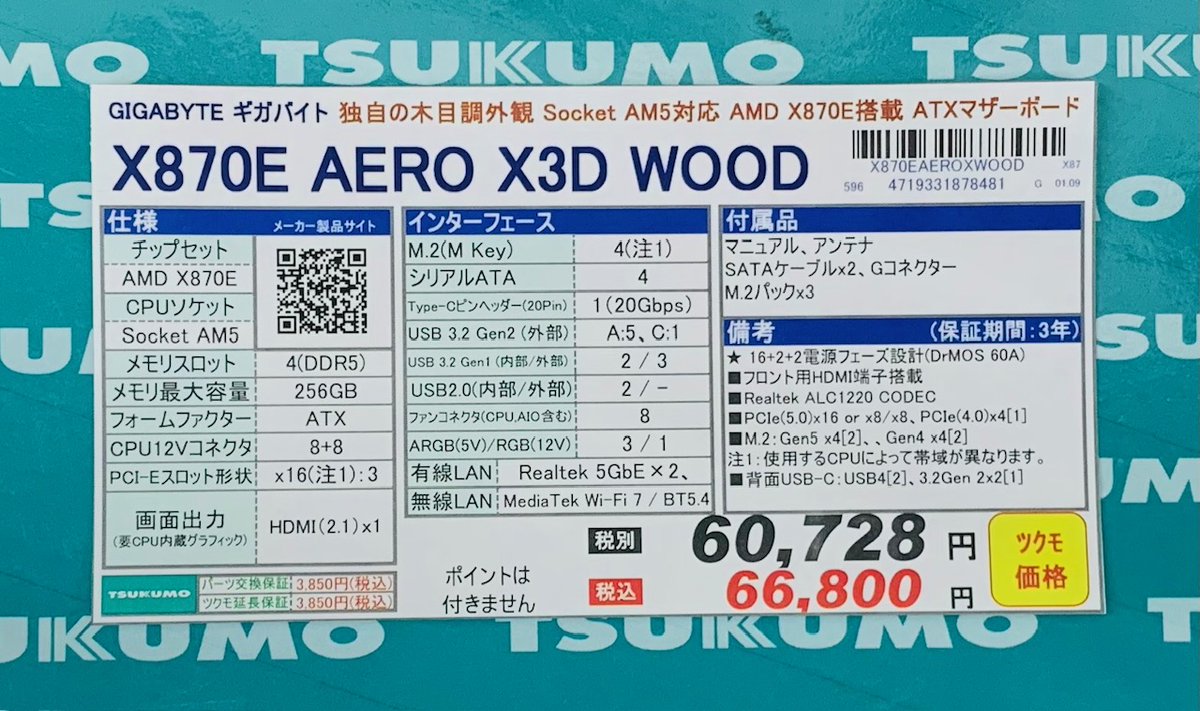 TSUKUMO
GIGABYTE ギガバイト 独自の木目調外観 Socket AM5対応 AMD X870E搭載 ATXマザーボード
X870E AERO X3D WOOD
X870EAEROXWOOD X87
596 4719331878481 G 01.09
仕様 メーカー製品サイト
チップセット
AMD X870E
CPUソケット
Socket AM5
メモリスロット 4(DDR5)
メモリ最大容量 256GB
フォームファクター ATX
CPU12Vコネクタ 8+8
PCI-Eスロット形状 x16(注1):3
画面出力
(要CPU内蔵グラフィック)
HDMI(2.1)x1
インターフェース
M.2(M Key) 4(注1)
シリアルATA 4
Type-Cピンヘッダー(20Pin) 1(20Gbps)
USB 3.2 Gen2 (外部) A:5、C:1
USB 3.2 Gen1 (内部/外部) 2 / 3
USB2.0(内部/外部) 2 / -
ファンコネクタ(CPU,AIO含む) 8
ARGB(5V)/RGB(12V) 3 / 1
有線LAN Realtek 5GbE×2、
無線LAN MediaTek Wi-Fi 7 / BT5.4
付属品
マニュアル、アンテナ
SATAケーブルx2、Gコネクター
M.2パックx3
備考 (保証期間:3年)
★ 16+2+2電源フェーズ設計(DrMOS 60A)
■フロント用HDMI端子搭載
■Realtek ALC1220 CODEC
■PCIe(5.0)x16 or x8/x8、PCIe(4.0)x4[1]
■M.2:Gen5 x4[2]、、Gen4 x4[2]
注1:使用するCPUによって帯域が異なります。
■背面USB-C:USB4[2]、3.2Gen 2x2[1]
TSUKUMO
パーツ交換保証 3,850円(税込)
ツクモ延長保証 3,850円(税込)
ポイントは
付きません
税別 60,728 円
税込 66,800 円
ツクモ
価格
TSUKUMO